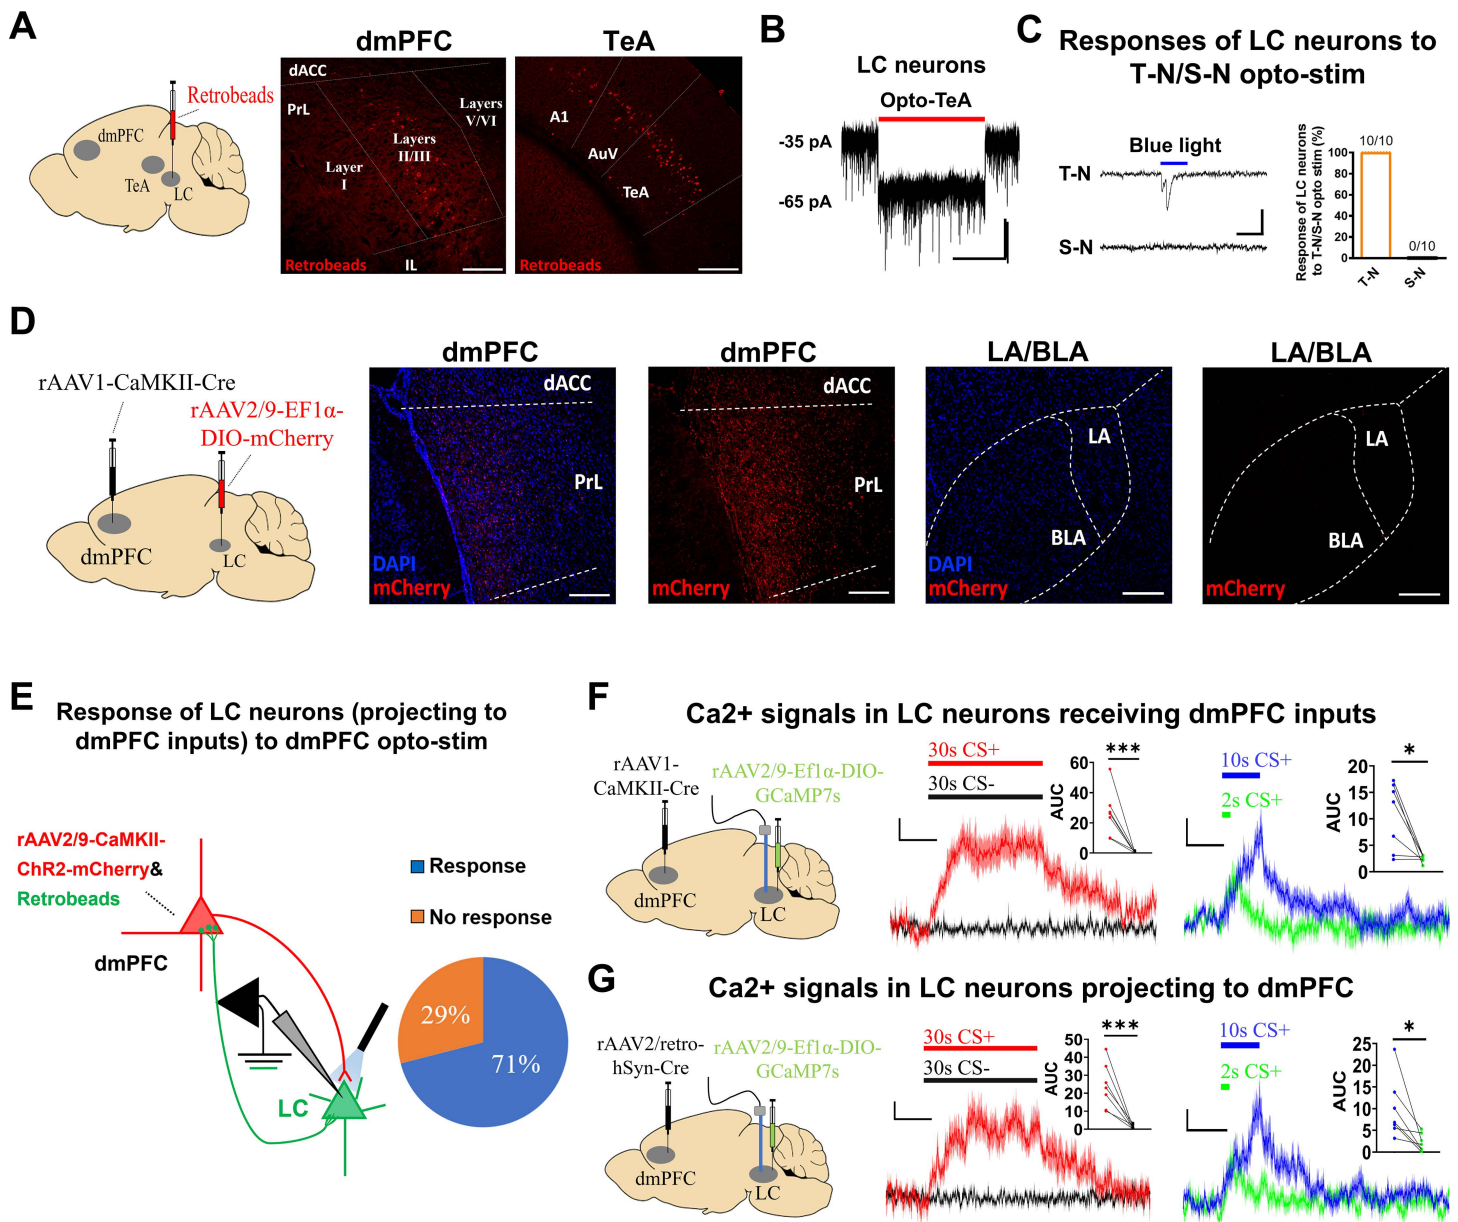 A
dmPFC
TeA
Retrobeads
dmPFC
TeA
LC
dACC
PrL
Layers
V/VI
Layers
II/III
Layer
I
Retrobeads
IL
A1
AuV
TeA
Retrobeads
B
LC neurons
Opto-TeA
-35 pA
-65 pA
C
Responses of LC neurons to
T-N/S-N opto-stim
Blue light
T-N
S-N
Response of LC neurons
to T-N/S-N opto stim (%)
100
80
60
40
20
0
10/10
0/10
T-N
S-N
D
rAAV1-CaMKII-Cre
rAAV2/9-EF1α-
DIO-mCherry
dmPFC
LC
dmPFC
dACC
PrL
DAPI
mCherry
dmPFC
dACC
PrL
mCherry
LA/BLA
LA
BLA
DAPI
mCherry
LA/BLA
LA
BLA
mCherry
E
Response of LC neurons (projecting to
dmPFC inputs) to dmPFC opto-stim
rAAV2/9-CaMKII-
ChR2-mCherry&
Retrobeads
dmPFC
LC
Response
No response
29%
71%
F
Ca2+ signals in LC neurons receiving dmPFC inputs
rAAV1-
CaMKII-Cre
rAAV2/9-Ef1α-DIO-
GCaMP7s
dmPFC
LC
30s CS+
30s CS-
AUC
60
40
20
0
***
10s CS+
2s CS+
AUC
20
15
10
5
0
*
G
Ca2+ signals in LC neurons projecting to dmPFC
rAAV2/retro-
hSyn-Cre
rAAV2/9-Ef1α-DIO-
GCaMP7s
dmPFC
LC
30s CS+
30s CS-
AUC
50
40
30
20
10
0
***
10s CS+
2s CS+
AUC
25
20
15
10
5
0
*